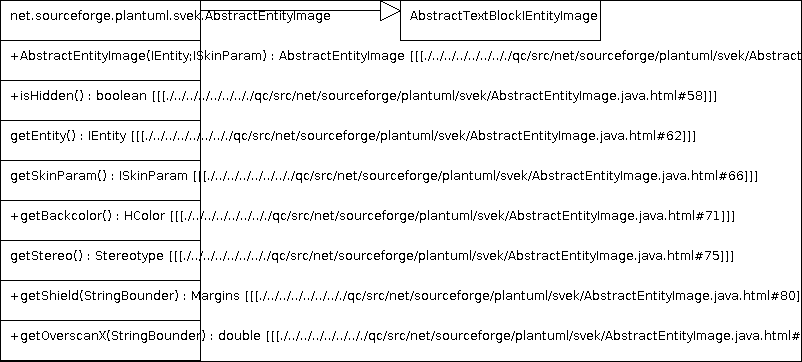 net.sourceforge.plantuml.svek.AbstractEntityImage
AbstractTextBlockIEntityImage
+AbstractEntityImage(IEntity;ISkinParam) : AbstractEntityImage [[[./../../../../../../../qc/src/net/sourceforge/plantuml/svek/Abstract
+isHidden() : boolean [[[./../../../../../../../qc/src/net/sourceforge/plantuml/svek/AbstractEntityImage.java.html#58]]]
getEntity() : IEntity [[[./../../../../../../../qc/src/net/sourceforge/plantuml/svek/AbstractEntityImage.java.html#62]]]
getSkinParam() : ISkinParam [[[./../../../../../../../qc/src/net/sourceforge/plantuml/svek/AbstractEntityImage.java.html#66]]]
+getBackcolor() : HColor [[[./../../../../../../../qc/src/net/sourceforge/plantuml/svek/AbstractEntityImage.java.html#71]]]
getStereo() : Stereotype [[[./../../../../../../../qc/src/net/sourceforge/plantuml/svek/AbstractEntityImage.java.html#75]]]
+getShield(StringBounder) : Margins [[[./../../../../../../../qc/src/net/sourceforge/plantuml/svek/AbstractEntityImage.java.html#80]
+getOverscanX(StringBounder) : double [[[./../../../../../../../qc/src/net/sourceforge/plantuml/svek/AbstractEntityImage.java.html#